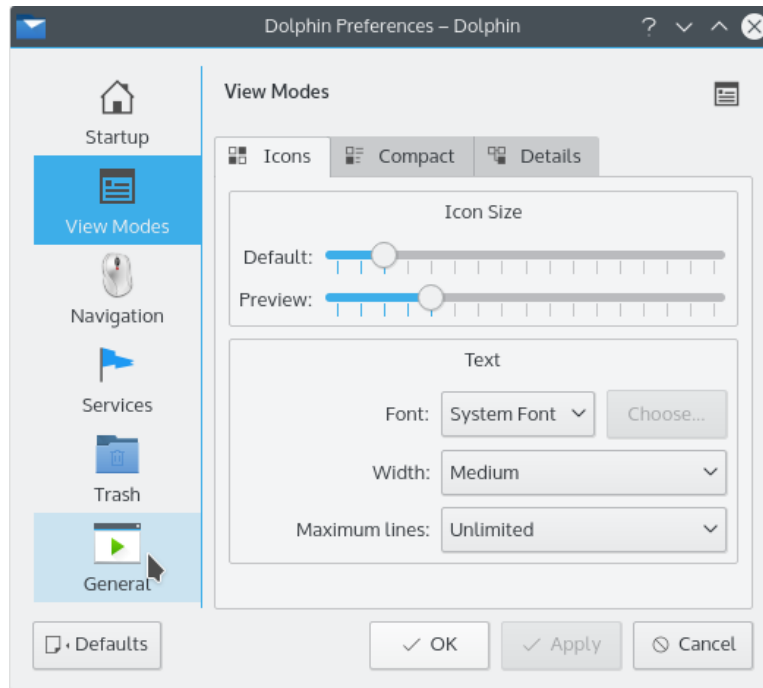 Dolphin Preferences – Dolphin
Startup
View Modes
Navigation
Services
Trash
General
View Modes
Icons Compact Details
Icon Size
Default:
Preview:
Text
Font: System Font Choose...
Width: Medium
Maximum lines: Unlimited
Defaults OK Apply Cancel